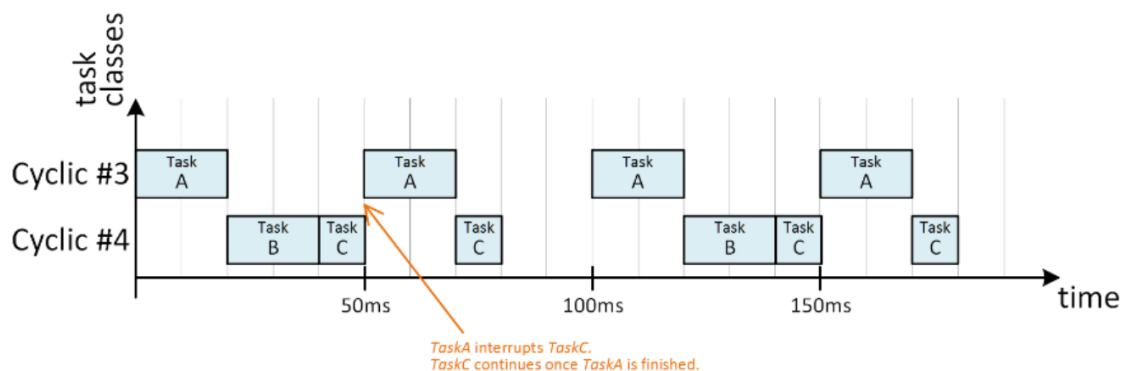 task
classes
Cyclic #3
Task
A
Task
A
Task
A
Task
A
Cyclic #4
Task
B
Task
C
Task
C
Task
B
Task
C
Task
C
50ms
100ms
150ms
time
TaskA interrupts TaskC.
TaskC continues once TaskA is finished.